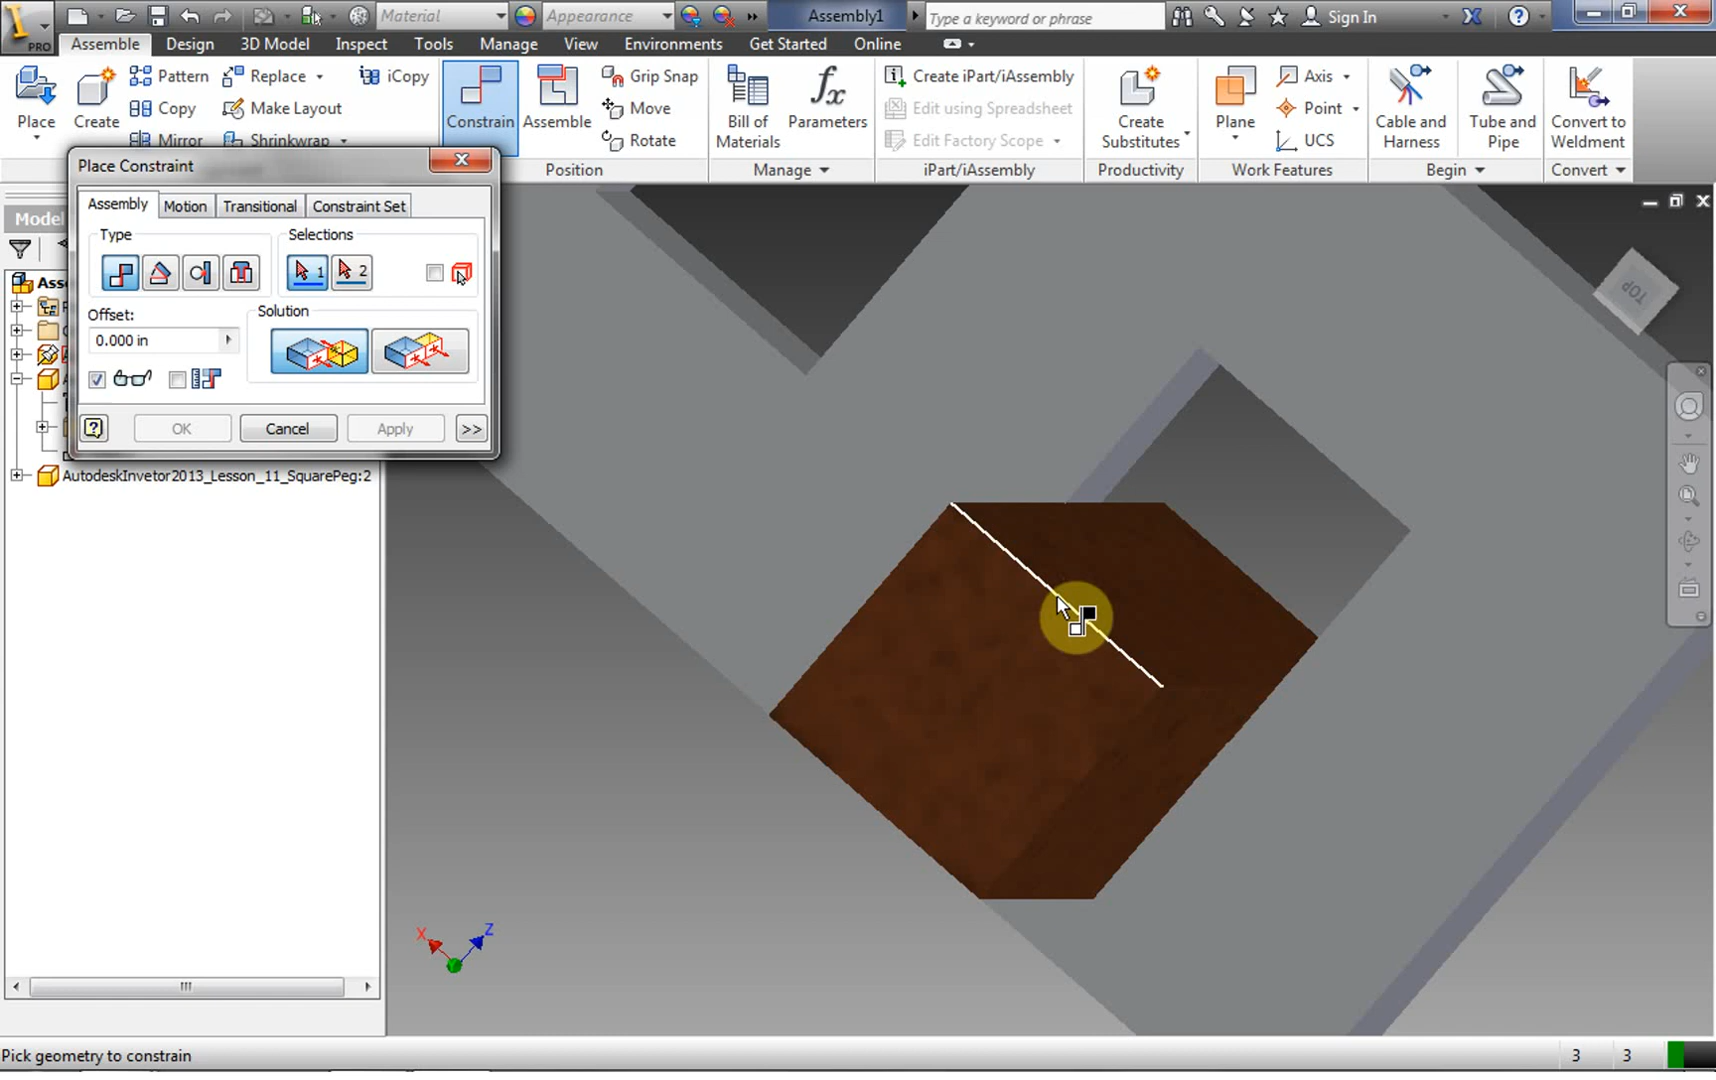 Material
Appearance
Assembly1
Type a keyword or phrase
Sign In
PRO
Assemble
Design
3D Model
Inspect
Tools
Manage
View
Environments
Get Started
Online
Place
Create
Pattern
Copy
Mirror
Replace
Make Layout
Shrinkwrap
iCopy
Constrain
Assemble
Grip Snap
Move
Rotate
Bill of
Materials
Parameters
Create iPart/iAssembly
Edit using Spreadsheet
Edit Factory Scope
Create
Substitutes
Plane
Axis
Point
UCS
Cable and
Harness
Tube and
Pipe
Convert to
Weldment
Position
Manage
iPart/iAssembly
Productivity
Work Features
Begin
Convert
Place Constraint
Assembly
Motion
Transitional
Constraint Set
Type
Selections
1
2
Offset:
0.000 in
Solution
OK
Cancel
Apply
>>
Model
Asse
AutodeskInvetor2013_Lesson_11_SquarePeg:2
TOP
X
Z
Pick geometry to constrain
3
3